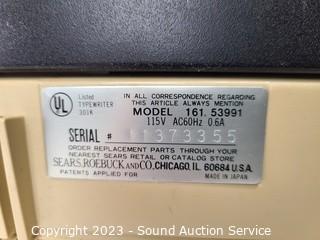 UL
Listed
TYPEWRITER
301K
IN ALL CORRESPONDENCE REGARDING
THIS ARTICLE ALWAYS MENTION
MODEL 161. 53991
115V AC60Hz 0.6A
SERIAL # 11373355
ORDER REPLACEMENT PARTS THROUGH YOUR
NEAREST SEARS RETAIL OR CATALOG STORE
SEARS, ROEBUCK AND CO., CHICAGO, IL 60684 U.S.A.
PATENTS APPLIED MADE IN JAPAN
Copyright - 2023 - Sound Auction Service